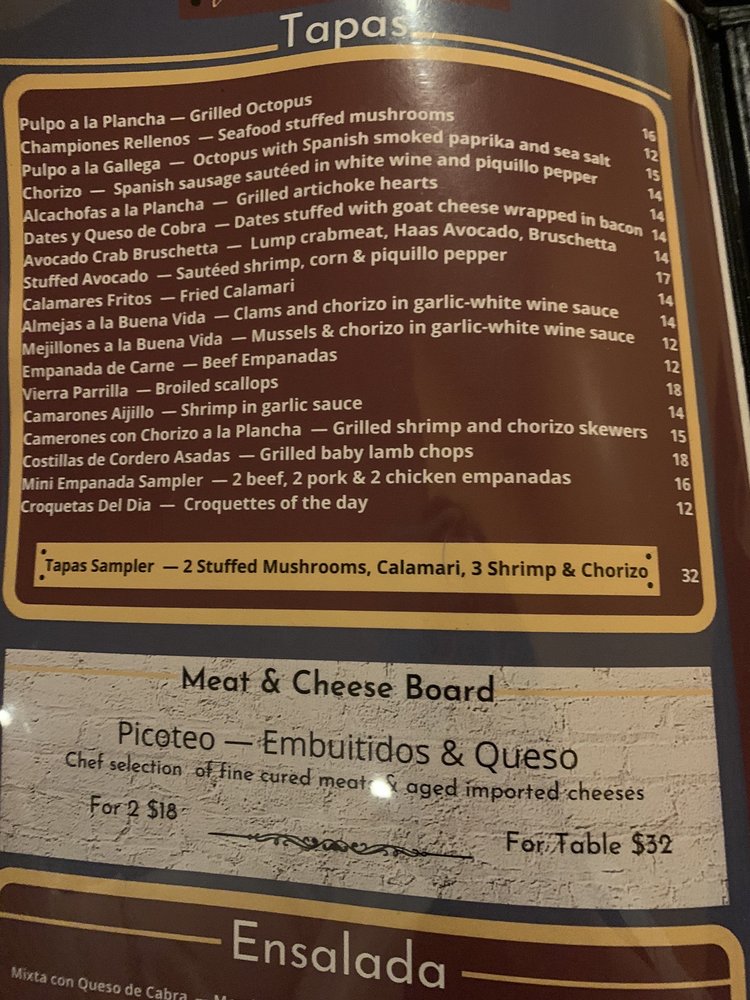 Tapas
Pulpo a la Plancha — Grilled Octopus 16
Championes Rellenos — Seafood stuffed mushrooms 12
Pulpo a la Gallega — Octopus with Spanish smoked paprika and sea salt 15
Chorizo — Spanish sausage sautéed in white wine and piquillo pepper 14
Alcachofas a la Plancha — Grilled artichoke hearts 14
Dates y Queso de Cobra — Dates stuffed with goat cheese wrapped in bacon 14
Avocado Crab Bruschetta — Lump crabmeat, Haas Avocado, Bruschetta 14
Stuffed Avocado — Sautéed shrimp, corn & piquillo pepper 17
Calamares Fritos — Fried Calamari 14
Almejas a la Buena Vida — Clams and chorizo in garlic-white wine sauce 14
Mejillones a la Buena Vida — Mussels & chorizo in garlic-white wine sauce 12
Empanada de Carne — Beef Empanadas 12
Vierra Parrilla — Broiled scallops 18
Camarones Aijillo — Shrimp in garlic sauce 14
Camerones con Chorizo a la Plancha — Grilled shrimp and chorizo skewers 15
Costillas de Cordero Asadas — Grilled baby lamb chops 18
Mini Empanada Sampler — 2 beef, 2 pork & 2 chicken empanadas 16
Croquetas Del Dia — Croquettes of the day 12
Tapas Sampler — 2 Stuffed Mushrooms, Calamari, 3 Shrimp & Chorizo 32
Meat & Cheese Board
Picoteo — Embuitidos & Queso
Chef selection of fine cured meats & aged imported cheeses
For 2 $18
For Table $32
Ensalada
Mixta con Queso de Cabra —